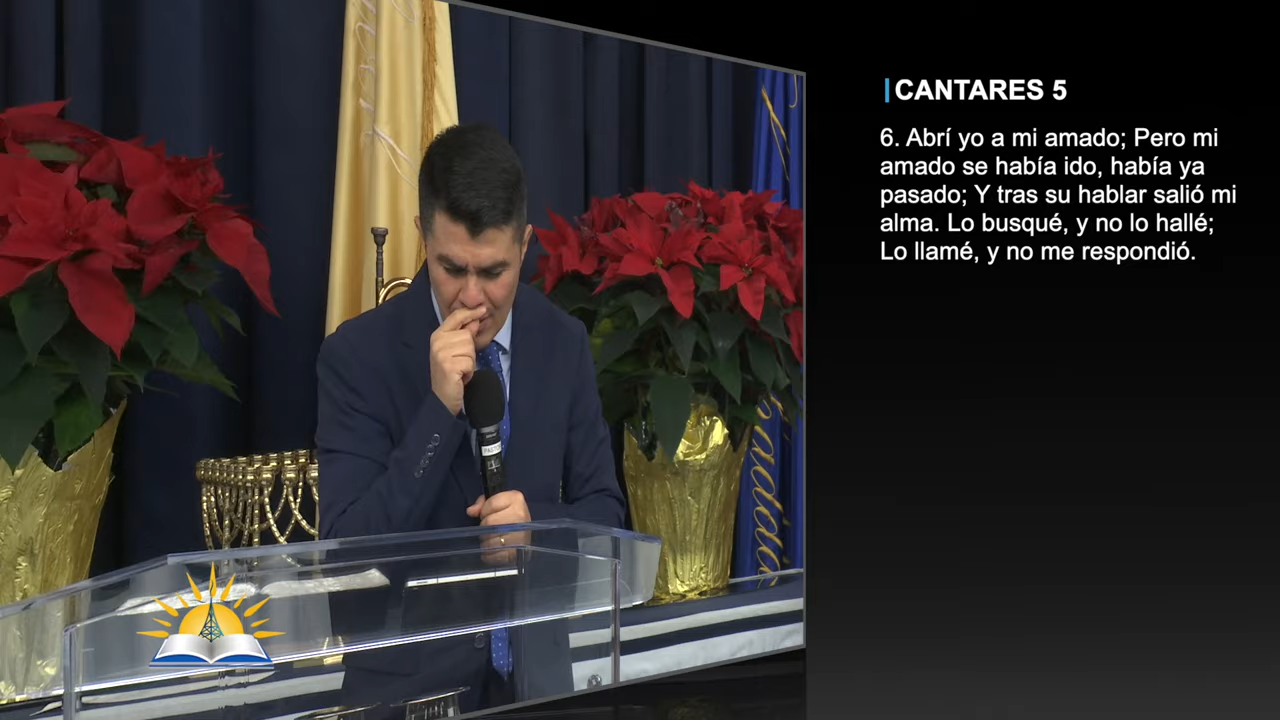 CANTARES 5
6. Abrí yo a mi amado; Pero mi
amado se había ido, había ya
pasado; Y tras su hablar salió mi
alma. Lo busqué, y no lo hallé;
Lo llamé, y no me respondió.